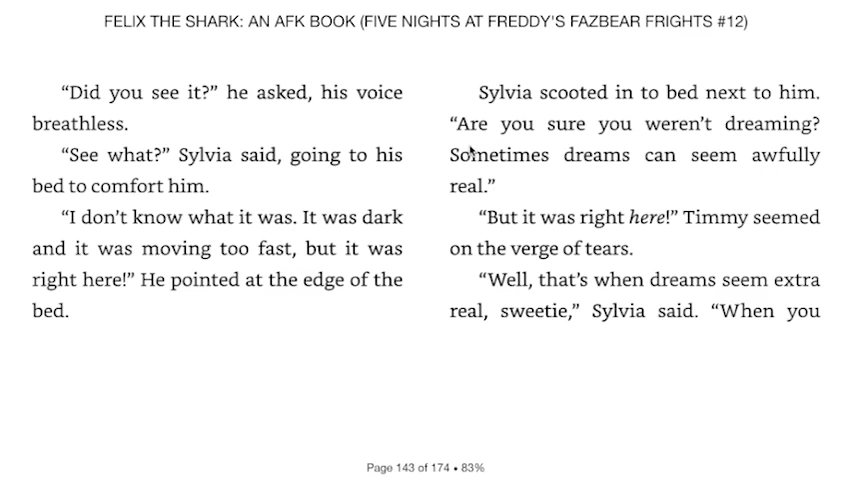 FELIX THE SHARK: AN AFK BOOK (FIVE NIGHTS AT FREDDY'S FAZBEAR FRIGHTS #12)
“Did you see it?” he asked, his voice
breathless.
“See what?” Sylvia said, going to his
bed to comfort him.
“I don’t know what it was. It was dark
and it was moving too fast, but it was
right here!” He pointed at the edge of the
bed.
Sylvia scooted in to bed next to him.
“Are you sure you weren’t dreaming?
Sometimes dreams can seem awfully
real.”
“But it was right here!” Timmy seemed
on the verge of tears.
“Well, that’s when dreams seem extra
real, sweetie,” Sylvia said. “When you
Page 143 of 174 • 83%